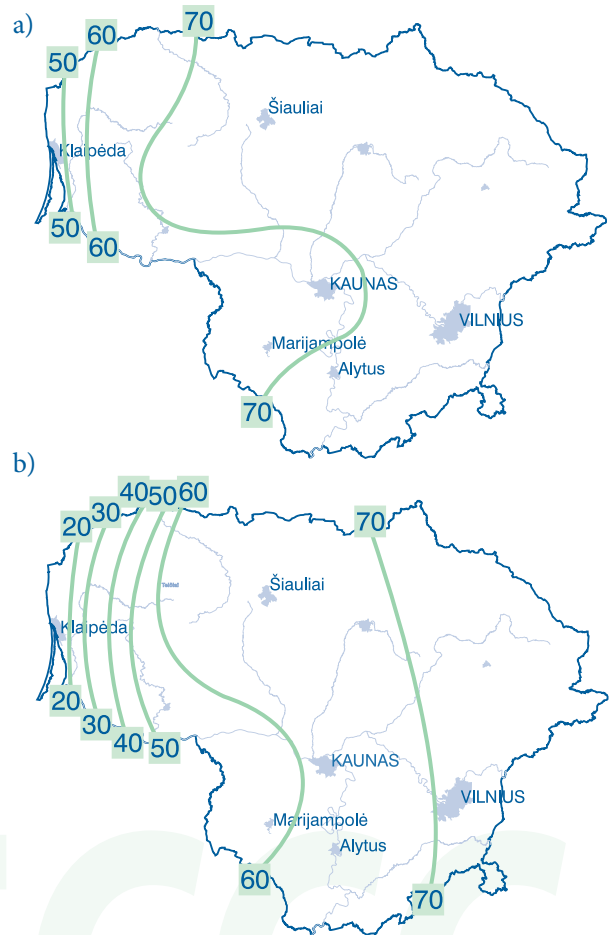 a)
50
60
70
Šiauliai
Klaipėda
50
60
KAUNAS
VILNIUS
Marijampolė
Alytus
70
b)
20
30
40
50
60
70
Šiauliai
Klaipėda
20
30
40
50
KAUNAS
VILNIUS
Marijampolė
Alytus
60
70